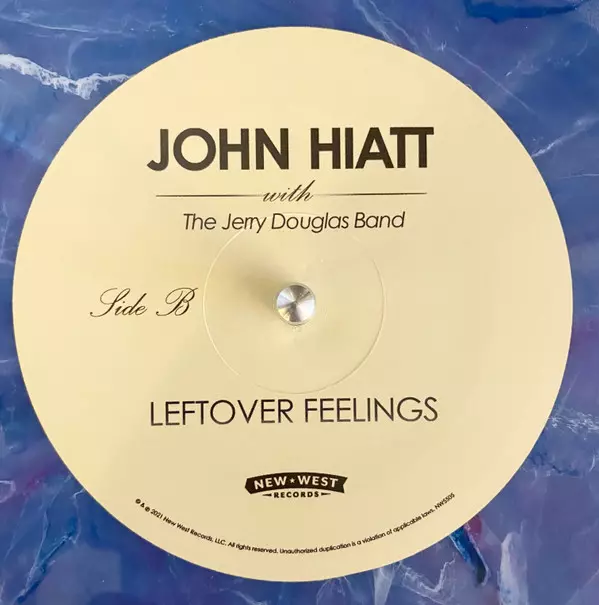 JOHN HIATT
with
The Jerry Douglas Band
Side B
LEFTOVER FEELINGS
NEW★WEST
RECORDS
© & ℗ 2021 New West Records, LLC. All rights reserved. Unauthorized duplication is a violation of applicable laws. NW5505